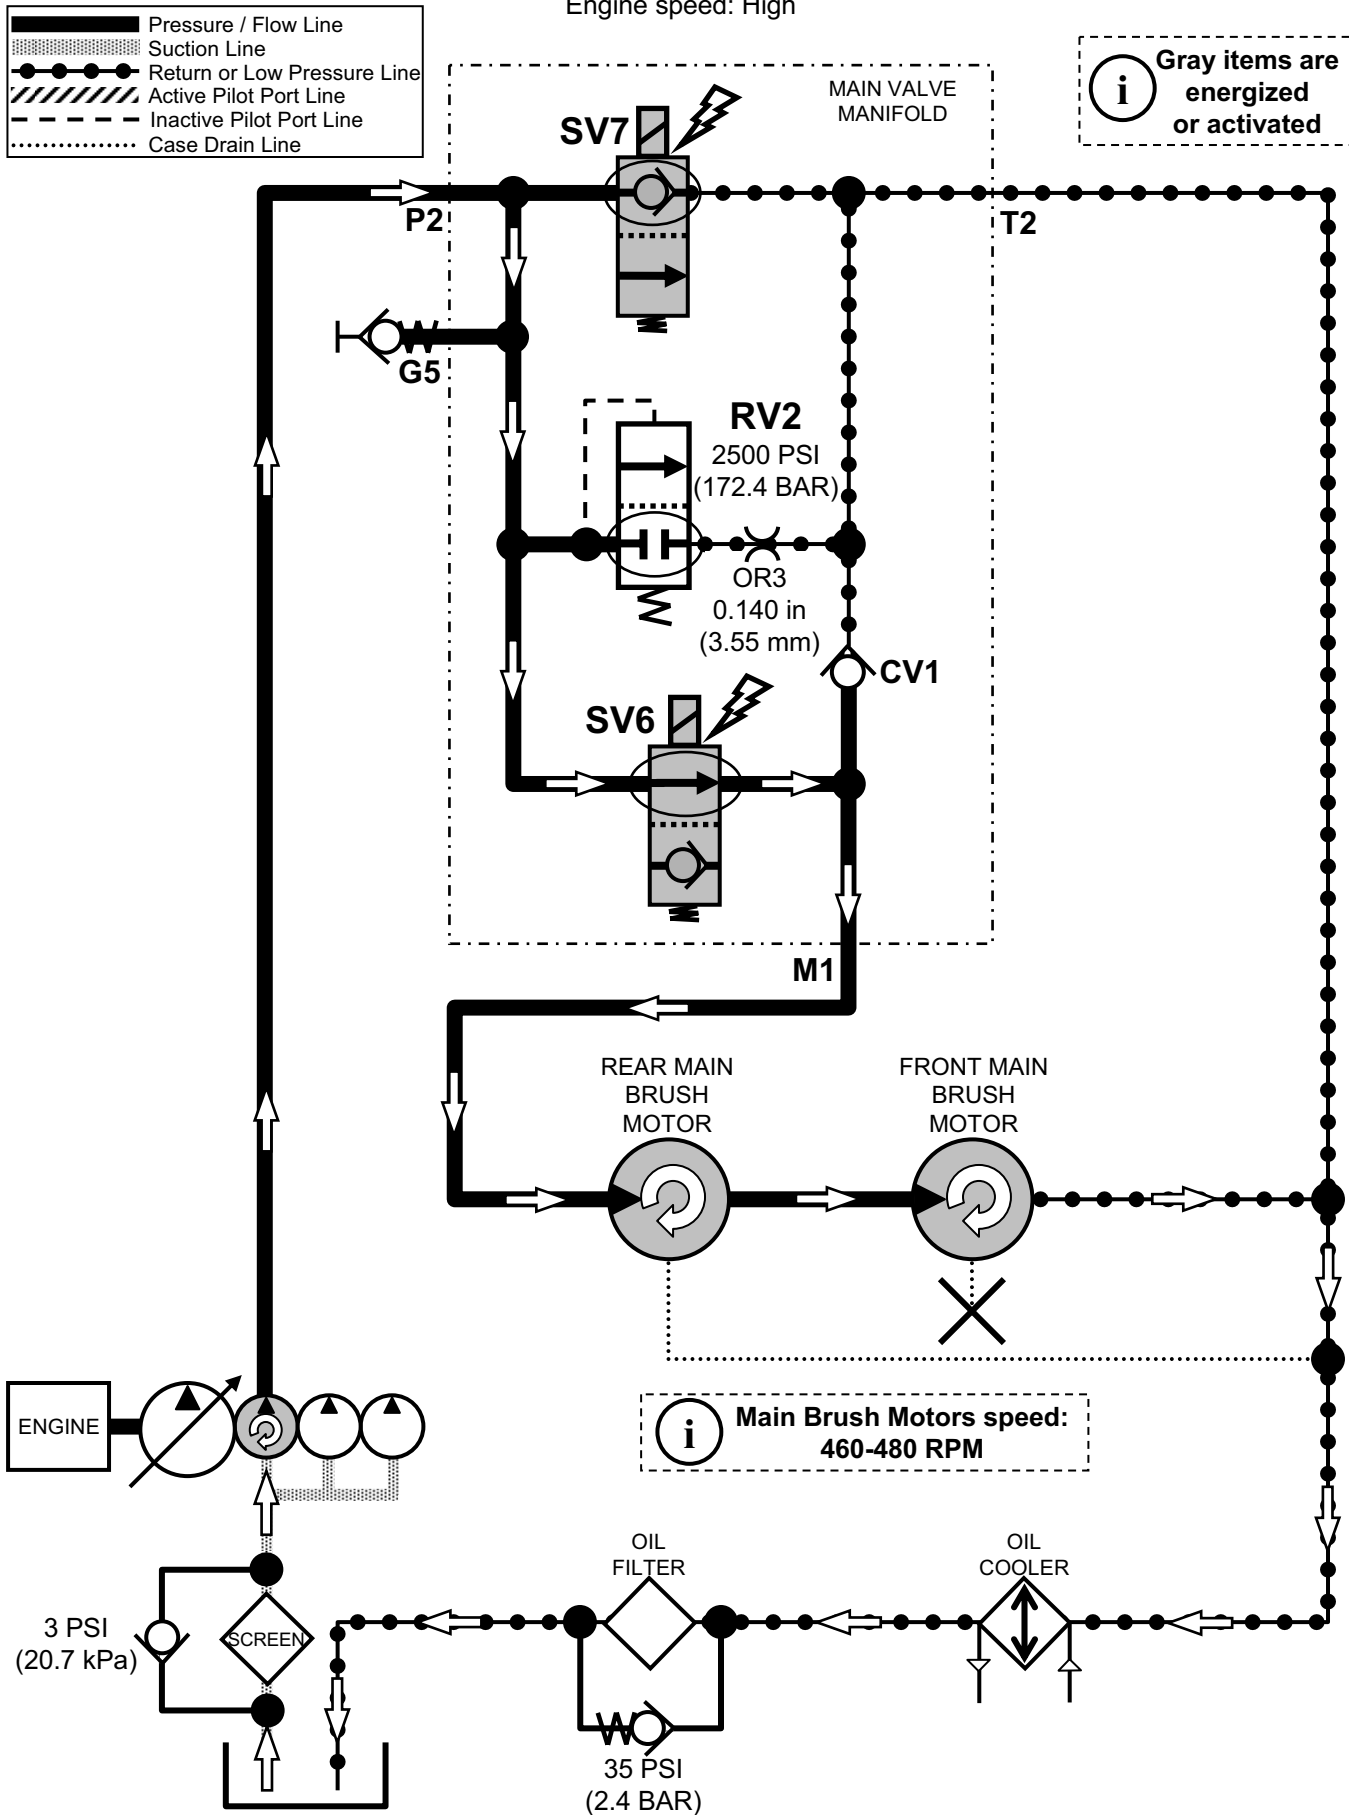 Engine speed: High
Pressure / Flow Line
Suction Line
Return or Low Pressure Line
Active Pilot Port Line
Inactive Pilot Port Line
Case Drain Line
MAIN VALVE
MANIFOLD
i
Gray items are
energized
or activated
SV7
P2
T2
G5
RV2
2500 PSI
(172.4 BAR)
OR3
0.140 in
(3.55 mm)
CV1
SV6
M1
REAR MAIN
BRUSH
MOTOR
FRONT MAIN
BRUSH
MOTOR
ENGINE
i
Main Brush Motors speed:
460-480 RPM
OIL
FILTER
OIL
COOLER
3 PSI
(20.7 kPa)
SCREEN
35 PSI
(2.4 BAR)